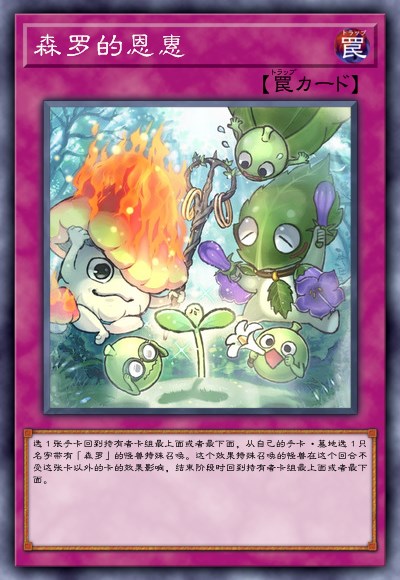 森罗的恩惠
トラップ
罠
トラップ
【罠カード】
选１张手卡回到持有者卡组最上面或者最下面，从自己的手卡・墓地选１只
名字带有「森罗」的怪兽特殊召唤。这个效果特殊召唤的怪兽在这个回合不
受这张卡以外的卡的效果影响，结束阶段时回到持有者卡组最上面或者最下
面。